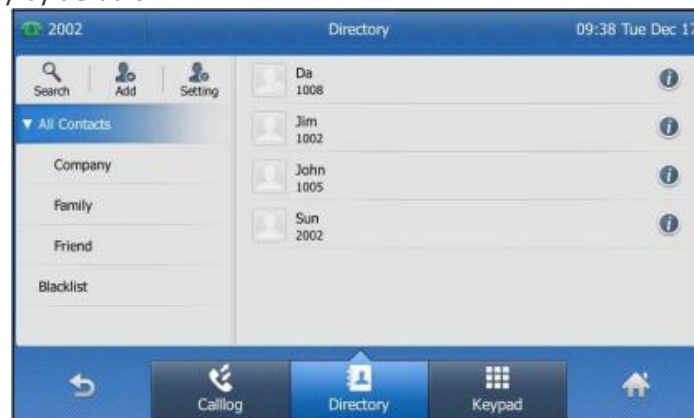 2002
Directory
09:38 Tue Dec 17
Search
Add
Setting
All Contacts
Company
Family
Friend
Blacklist
Da
1008
Jim
1002
John
1005
Sun
2002
Calllog
Directory
Keypad